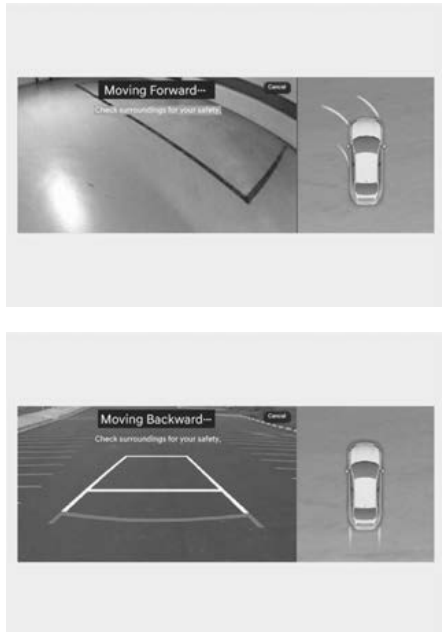 Moving Forward···
Cancel
Check surroundings for your safety.
Moving Backward···
Cancel
Check surroundings for your safety.